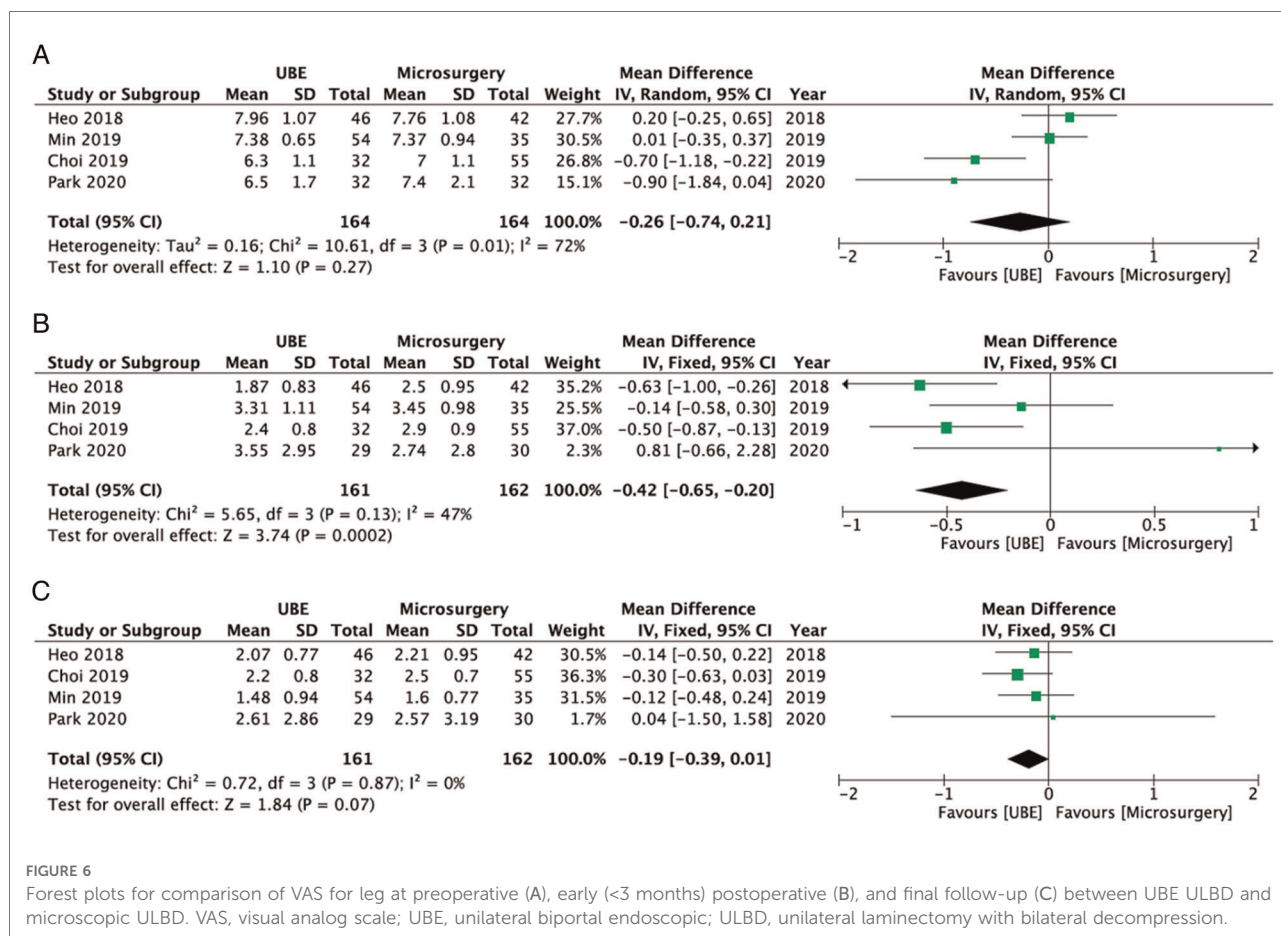 A
UBE Microsurgery Mean Difference Mean Difference
Study or Subgroup Mean SD Total Mean SD Total Weight IV, Random, 95% CI Year IV, Random, 95% CI
Heo 2018 7.96 1.07 46 7.76 1.08 42 27.7% 0.20 [-0.25, 0.65] 2018
Min 2019 7.38 0.65 54 7.37 0.94 35 30.5% 0.01 [-0.35, 0.37] 2019
Choi 2019 6.3 1.1 32 7 1.1 55 26.8% -0.70 [-1.18, -0.22] 2019
Park 2020 6.5 1.7 32 7.4 2.1 32 15.1% -0.90 [-1.84, 0.04] 2020
Total (95% CI) 164 164 100.0% -0.26 [-0.74, 0.21]
Heterogeneity: Tau² = 0.16; Chi² = 10.61, df = 3 (P = 0.01); I² = 72%
Test for overall effect: Z = 1.10 (P = 0.27)
-2 -1 0 1 2
Favours [UBE] Favours [Microsurgery]
B
UBE Microsurgery Mean Difference Mean Difference
Study or Subgroup Mean SD Total Mean SD Total Weight IV, Fixed, 95% CI Year IV, Fixed, 95% CI
Heo 2018 1.87 0.83 46 2.5 0.95 42 35.2% -0.63 [-1.00, -0.26] 2018
Min 2019 3.31 1.11 54 3.45 0.98 35 25.5% -0.14 [-0.58, 0.30] 2019
Choi 2019 2.4 0.8 32 2.9 0.9 55 37.0% -0.50 [-0.87, -0.13] 2019
Park 2020 3.55 2.95 29 2.74 2.8 30 2.3% 0.81 [-0.66, 2.28] 2020
Total (95% CI) 161 162 100.0% -0.42 [-0.65, -0.20]
Heterogeneity: Chi² = 5.65, df = 3 (P = 0.13); I² = 47%
Test for overall effect: Z = 3.74 (P = 0.0002)
-1 -0.5 0 0.5 1
Favours [UBE] Favours [Microsurgery]
C
UBE Microsurgery Mean Difference Mean Difference
Study or Subgroup Mean SD Total Mean SD Total Weight IV, Fixed, 95% CI Year IV, Fixed, 95% CI
Heo 2018 2.07 0.77 46 2.21 0.95 42 30.5% -0.14 [-0.50, 0.22] 2018
Choi 2019 2.2 0.8 32 2.5 0.7 55 36.3% -0.30 [-0.63, 0.03] 2019
Min 2019 1.48 0.94 54 1.6 0.77 35 31.5% -0.12 [-0.48, 0.24] 2019
Park 2020 2.61 2.86 29 2.57 3.19 30 1.7% 0.04 [-1.50, 1.58] 2020
Total (95% CI) 161 162 100.0% -0.19 [-0.39, 0.01]
Heterogeneity: Chi² = 0.72, df = 3 (P = 0.87); I² = 0%
Test for overall effect: Z = 1.84 (P = 0.07)
-2 -1 0 1 2
Favours [UBE] Favours [Microsurgery]
FIGURE 6
Forest plots for comparison of VAS for leg at preoperative (A), early (<3 months) postoperative (B), and final follow-up (C) between UBE ULBD and
microscopic ULBD. VAS, visual analog scale; UBE, unilateral biportal endoscopic; ULBD, unilateral laminectomy with bilateral decompression.